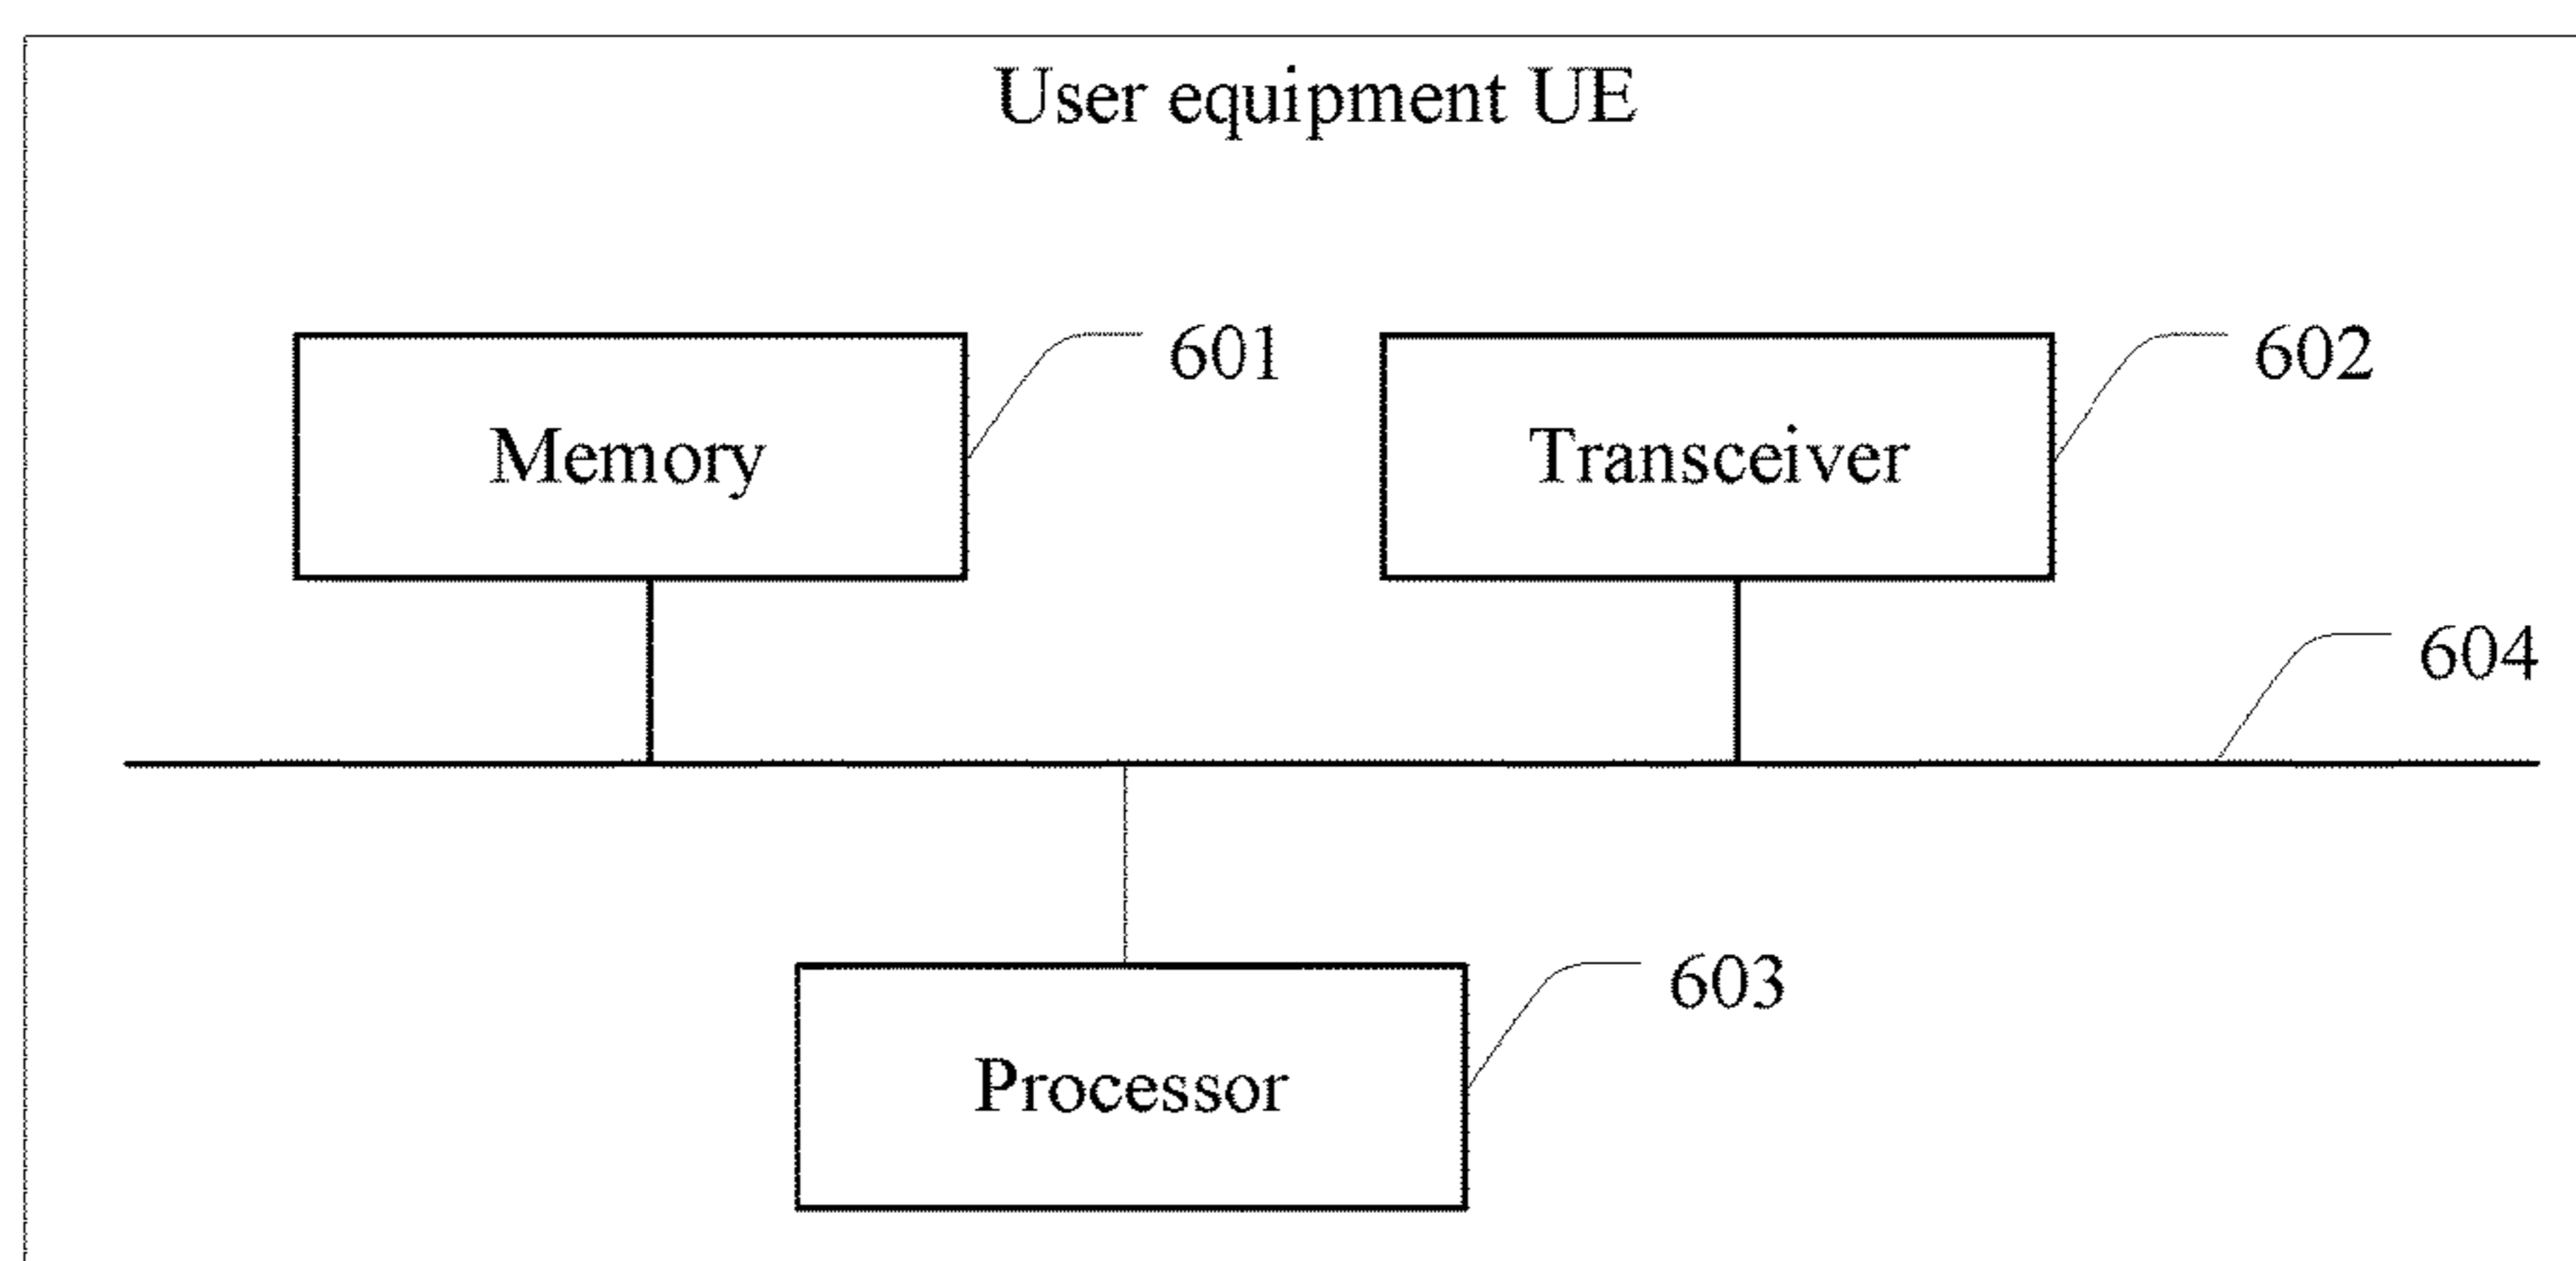 User equipment UE
601
602
Memory
Transceiver
604
603
Processor